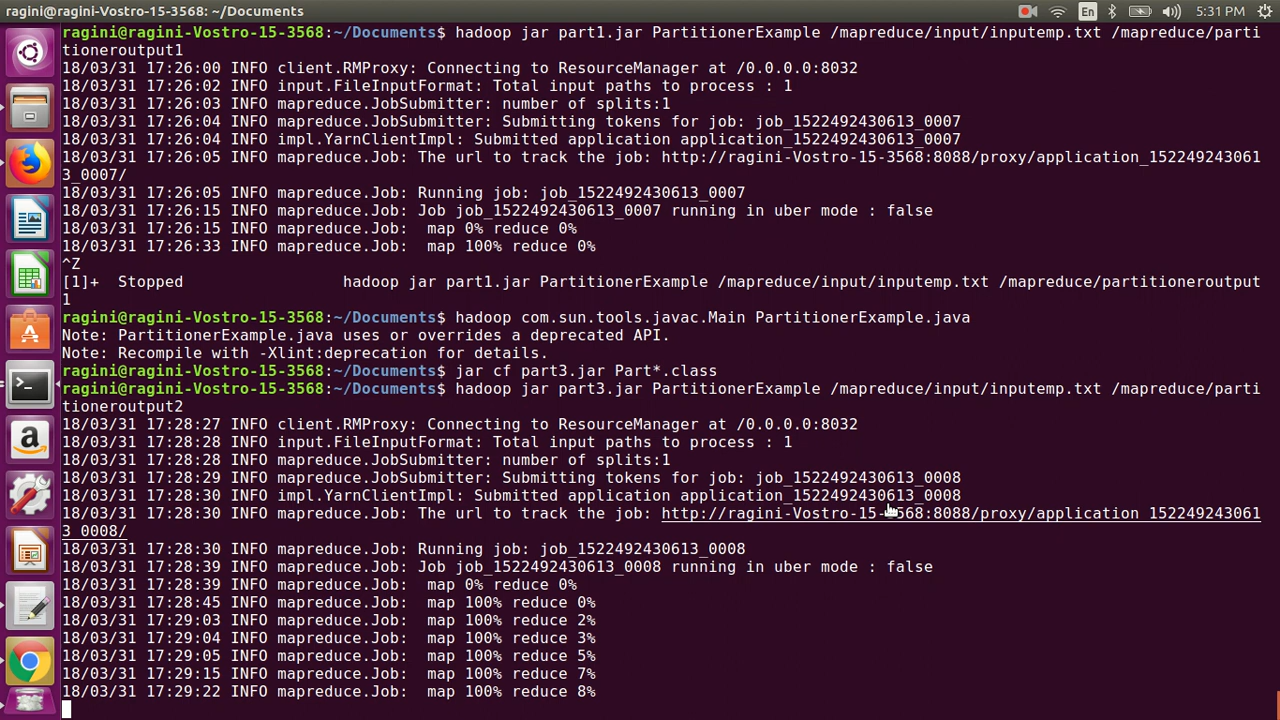 ragini@ragini-Vostro-15-3568: ~/Documents
En
5:31 PM
ragini@ragini-Vostro-15-3568:~/Documents$ hadoop jar part1.jar PartitionerExample /mapreduce/input/inputemp.txt /mapreduce/parti
tioneroutput1
18/03/31 17:26:00 INFO client.RMProxy: Connecting to ResourceManager at /0.0.0.0:8032
18/03/31 17:26:02 INFO input.FileInputFormat: Total input paths to process : 1
18/03/31 17:26:03 INFO mapreduce.JobSubmitter: number of splits:1
18/03/31 17:26:04 INFO mapreduce.JobSubmitter: Submitting tokens for job: job_1522492430613_0007
18/03/31 17:26:04 INFO impl.YarnClientImpl: Submitted application application_1522492430613_0007
18/03/31 17:26:05 INFO mapreduce.Job: The url to track the job: http://ragini-Vostro-15-3568:8088/proxy/application_152249243061
3_0007/
18/03/31 17:26:05 INFO mapreduce.Job: Running job: job_1522492430613_0007
18/03/31 17:26:15 INFO mapreduce.Job: Job job_1522492430613_0007 running in uber mode : false
18/03/31 17:26:15 INFO mapreduce.Job:  map 0% reduce 0%
18/03/31 17:26:33 INFO mapreduce.Job:  map 100% reduce 0%
^Z
[1]+  Stopped                 hadoop jar part1.jar PartitionerExample /mapreduce/input/inputemp.txt /mapreduce/partitioneroutput
1
ragini@ragini-Vostro-15-3568:~/Documents$ hadoop com.sun.tools.javac.Main PartitionerExample.java
Note: PartitionerExample.java uses or overrides a deprecated API.
Note: Recompile with -Xlint:deprecation for details.
ragini@ragini-Vostro-15-3568:~/Documents$ jar cf part3.jar Part*.class
ragini@ragini-Vostro-15-3568:~/Documents$ hadoop jar part3.jar PartitionerExample /mapreduce/input/inputemp.txt /mapreduce/parti
tioneroutput2
18/03/31 17:28:27 INFO client.RMProxy: Connecting to ResourceManager at /0.0.0.0:8032
18/03/31 17:28:28 INFO input.FileInputFormat: Total input paths to process : 1
18/03/31 17:28:28 INFO mapreduce.JobSubmitter: number of splits:1
18/03/31 17:28:29 INFO mapreduce.JobSubmitter: Submitting tokens for job: job_1522492430613_0008
18/03/31 17:28:30 INFO impl.YarnClientImpl: Submitted application application_1522492430613_0008
18/03/31 17:28:30 INFO mapreduce.Job: The url to track the job: http://ragini-Vostro-15-3568:8088/proxy/application_152249243061
3_0008/
18/03/31 17:28:30 INFO mapreduce.Job: Running job: job_1522492430613_0008
18/03/31 17:28:39 INFO mapreduce.Job: Job job_1522492430613_0008 running in uber mode : false
18/03/31 17:28:39 INFO mapreduce.Job:  map 0% reduce 0%
18/03/31 17:28:45 INFO mapreduce.Job:  map 100% reduce 0%
18/03/31 17:29:03 INFO mapreduce.Job:  map 100% reduce 2%
18/03/31 17:29:04 INFO mapreduce.Job:  map 100% reduce 3%
18/03/31 17:29:05 INFO mapreduce.Job:  map 100% reduce 5%
18/03/31 17:29:15 INFO mapreduce.Job:  map 100% reduce 7%
18/03/31 17:29:22 INFO mapreduce.Job:  map 100% reduce 8%